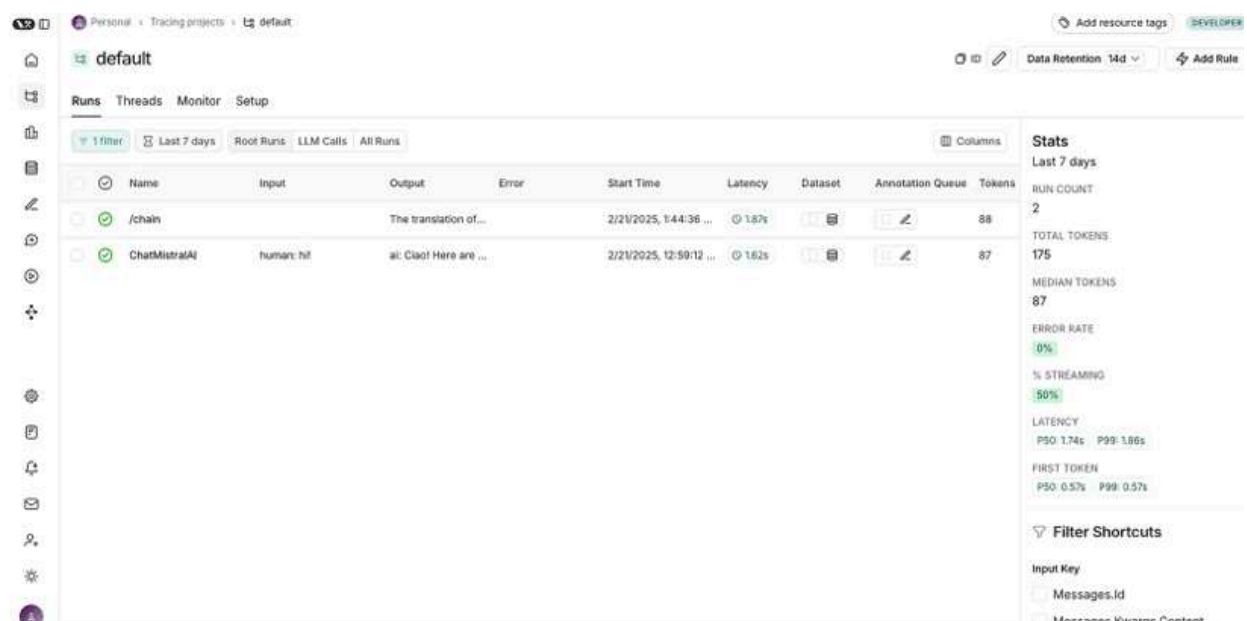 Personal > Tracing projects > default
Add resource tags
DEVELOPER
default
ID
Data Retention 14d
Add Rule
Runs Threads Monitor Setup
1 filter Last 7 days Root Runs LLM Calls All Runs Columns
Name Input Output Error Start Time Latency Dataset Annotation Queue Tokens
/chain The translation of... 2/21/2025, 1:44:36 ... 1.87s 88
ChatMistralAI human: hi! ai: Ciao! Here are ... 2/21/2025, 12:59:12 ... 1.62s 87
Stats
Last 7 days
RUN COUNT
2
TOTAL TOKENS
175
MEDIAN TOKENS
87
ERROR RATE
0%
% STREAMING
50%
LATENCY
P50: 1.74s P99: 1.86s
FIRST TOKEN
P50: 0.57s P99: 0.57s
Filter Shortcuts
Input Key
Messages.Id
Messages.Kwargs.Content